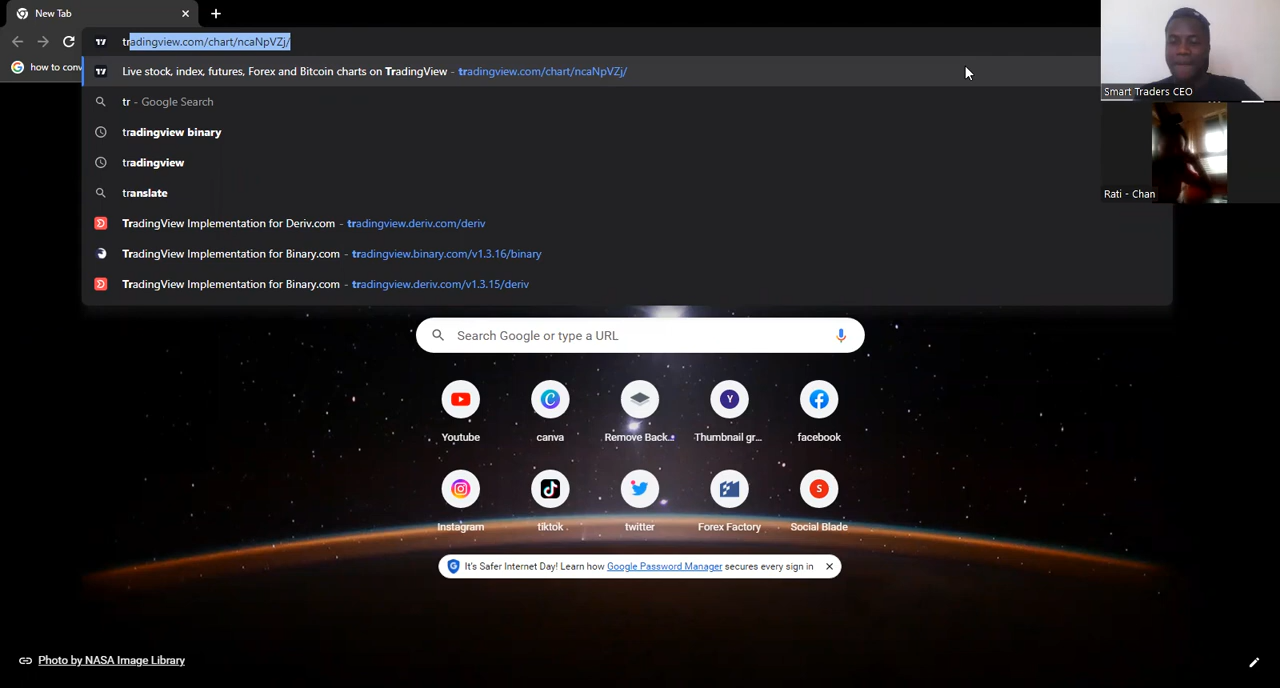 New Tab
tradingview.com/chart/ncaNpVZj/
how to conv
Live stock, index, futures, Forex and Bitcoin charts on TradingView - tradingview.com/chart/ncaNpVZj/
tr - Google Search
tradingview binary
tradingview
translate
TradingView Implementation for Deriv.com - tradingview.deriv.com/deriv
TradingView Implementation for Binary.com - tradingview.binary.com/v1.3.16/binary
TradingView Implementation for Binary.com - tradingview.deriv.com/v1.3.15/deriv
Smart Traders CEO
Rati - Chan
Search Google or type a URL
Youtube canva Remove Back... Thumbnail gr... facebook
Instagram tiktok twitter Forex Factory Social Blade
It's Safer Internet Day! Learn how Google Password Manager secures every sign in
Photo by NASA Image Library